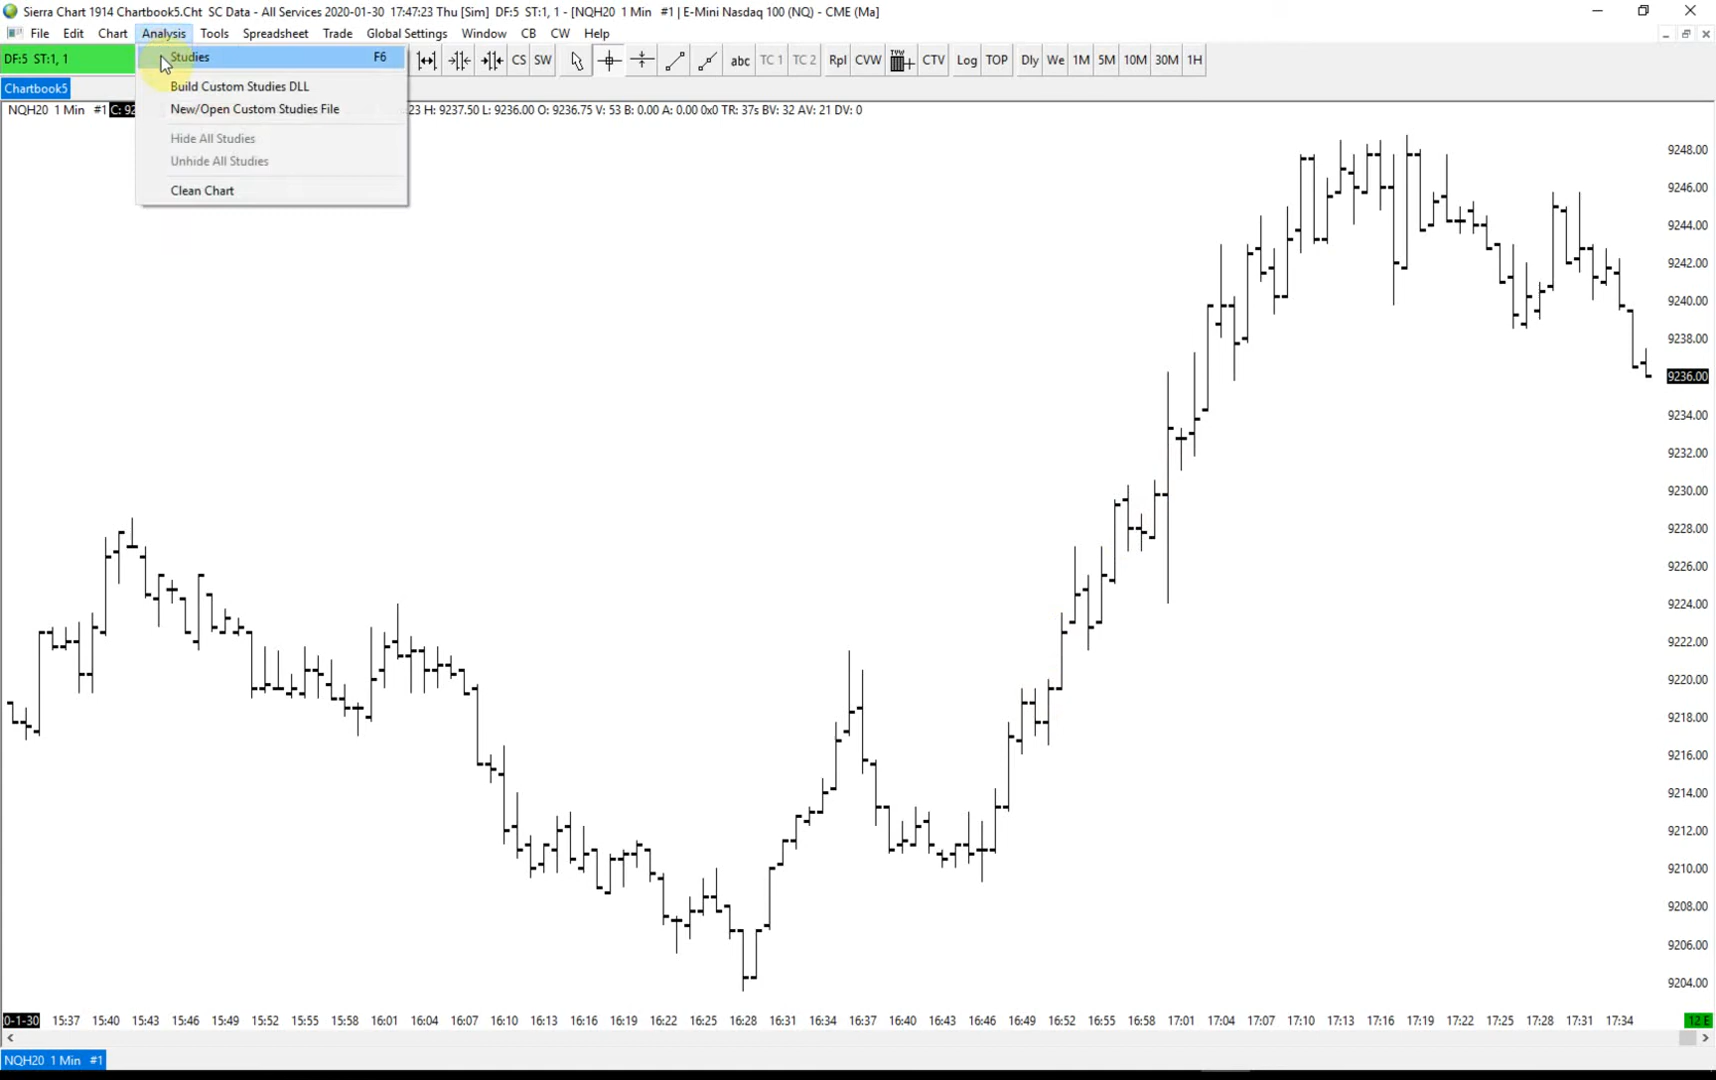 Sierra Chart 1914 Chartbook5.Cht  SC Data - All Services 2020-01-30  17:47:23 Thu [Sim]  DF:5  ST:1, 1 - [NQH20  1 Min   #1 | E-Mini Nasdaq 100 (NQ) - CME (Ma]
File Edit Chart Analysis Tools Spreadsheet Trade Global Settings Window CB CW Help
DF:5  ST:1, 1
CS SW abc TC 1 TC 2 Rpl CVW TVW CTV Log TOP Dly We 1M 5M 10M 30M 1H
Studies F6
Build Custom Studies DLL
New/Open Custom Studies File
Hide All Studies
Unhide All Studies
Clean Chart
Chartbook5
NQH20  1 Min   #1 C: 92 23 H: 9237.50 L: 9236.00 O: 9236.75 V: 53 B: 0.00 A: 0.00 0x0 TR: 37s BV: 32 AV: 21 DV: 0
9248.00
9246.00
9244.00
9242.00
9240.00
9238.00
9236.00
9234.00
9232.00
9230.00
9228.00
9226.00
9224.00
9222.00
9220.00
9218.00
9216.00
9214.00
9212.00
9210.00
9208.00
9206.00
9204.00
0-1-30 15:37 15:40 15:43 15:46 15:49 15:52 15:55 15:58 16:01 16:04 16:07 16:10 16:13 16:16 16:19 16:22 16:25 16:28 16:31 16:34 16:37 16:40 16:43 16:46 16:49 16:52 16:55 16:58 17:01 17:04 17:07 17:10 17:13 17:16 17:19 17:22 17:25 17:28 17:31 17:34 12 E
NQH20  1 Min   #1